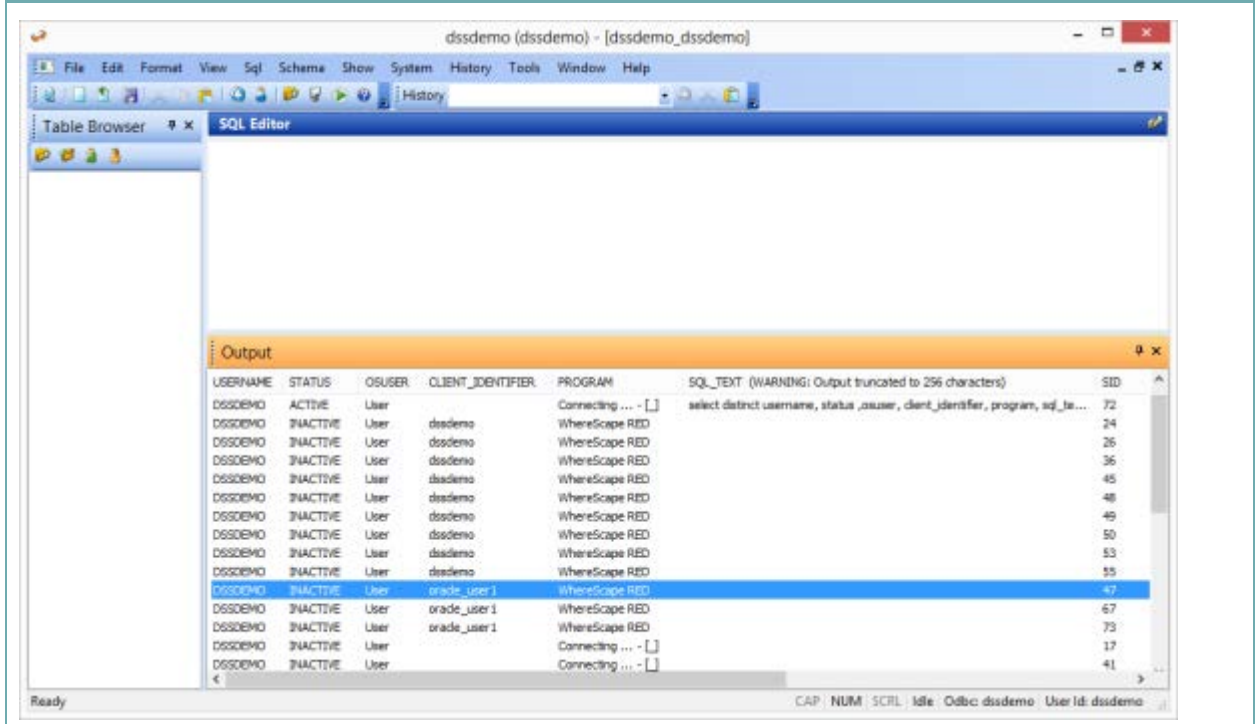 dssdemo (dssdemo) - [dssdemo_dssdemo]
File Edit Format View Sql Scheme Show System History Tools Window Help
History
Table Browser
SQL Editor
Output
USERNAME STATUS OSUSER CLIENT_IDENTIFIER PROGRAM SQL_TEXT (WARNING: Output truncated to 256 characters) SID
DSSDEMO ACTIVE User Connecting ... - [_] select distinct username, status ,osuser, client_identifier, program, sql_te... 72
DSSDEMO INACTIVE User dssdemo WhereScape RED 24
DSSDEMO INACTIVE User dssdemo WhereScape RED 26
DSSDEMO INACTIVE User dssdemo WhereScape RED 36
DSSDEMO INACTIVE User dssdemo WhereScape RED 45
DSSDEMO INACTIVE User dssdemo WhereScape RED 48
DSSDEMO INACTIVE User dssdemo WhereScape RED 49
DSSDEMO INACTIVE User dssdemo WhereScape RED 50
DSSDEMO INACTIVE User dssdemo WhereScape RED 53
DSSDEMO INACTIVE User dssdemo WhereScape RED 55
DSSDEMO INACTIVE User oracle_user1 WhereScape RED 47
DSSDEMO INACTIVE User oracle_user1 WhereScape RED 67
DSSDEMO INACTIVE User oracle_user1 WhereScape RED 73
DSSDEMO INACTIVE User Connecting ... - [_] 17
DSSDEMO INACTIVE User Connecting ... - [_] 41
Ready CAP NUM SCRL Idle Odbc: dssdemo User Id: dssdemo